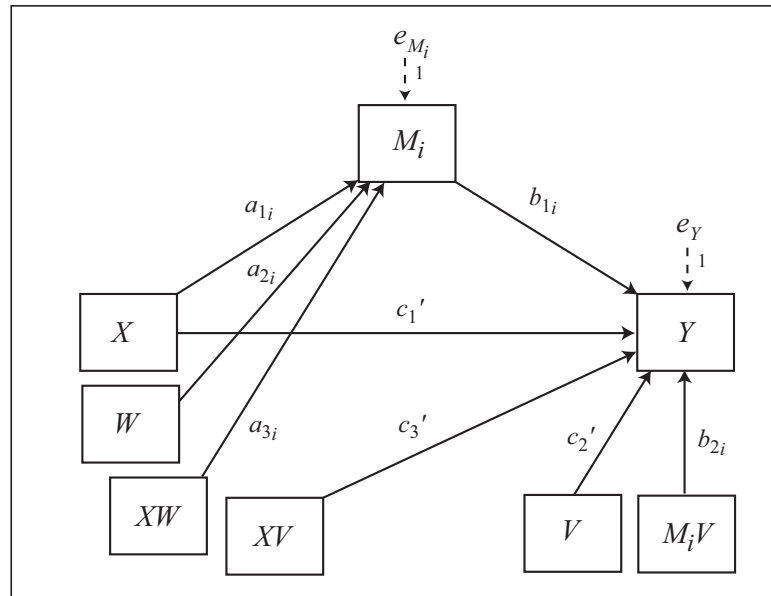 e_{M_i}
1
M_i
a_{1i}
b_{1i}
e_Y
1
a_{2i}
X
c_1′
Y
W
a_{3i}
c_3′
c_2′
b_{2i}
XW
XV
V
M_iV